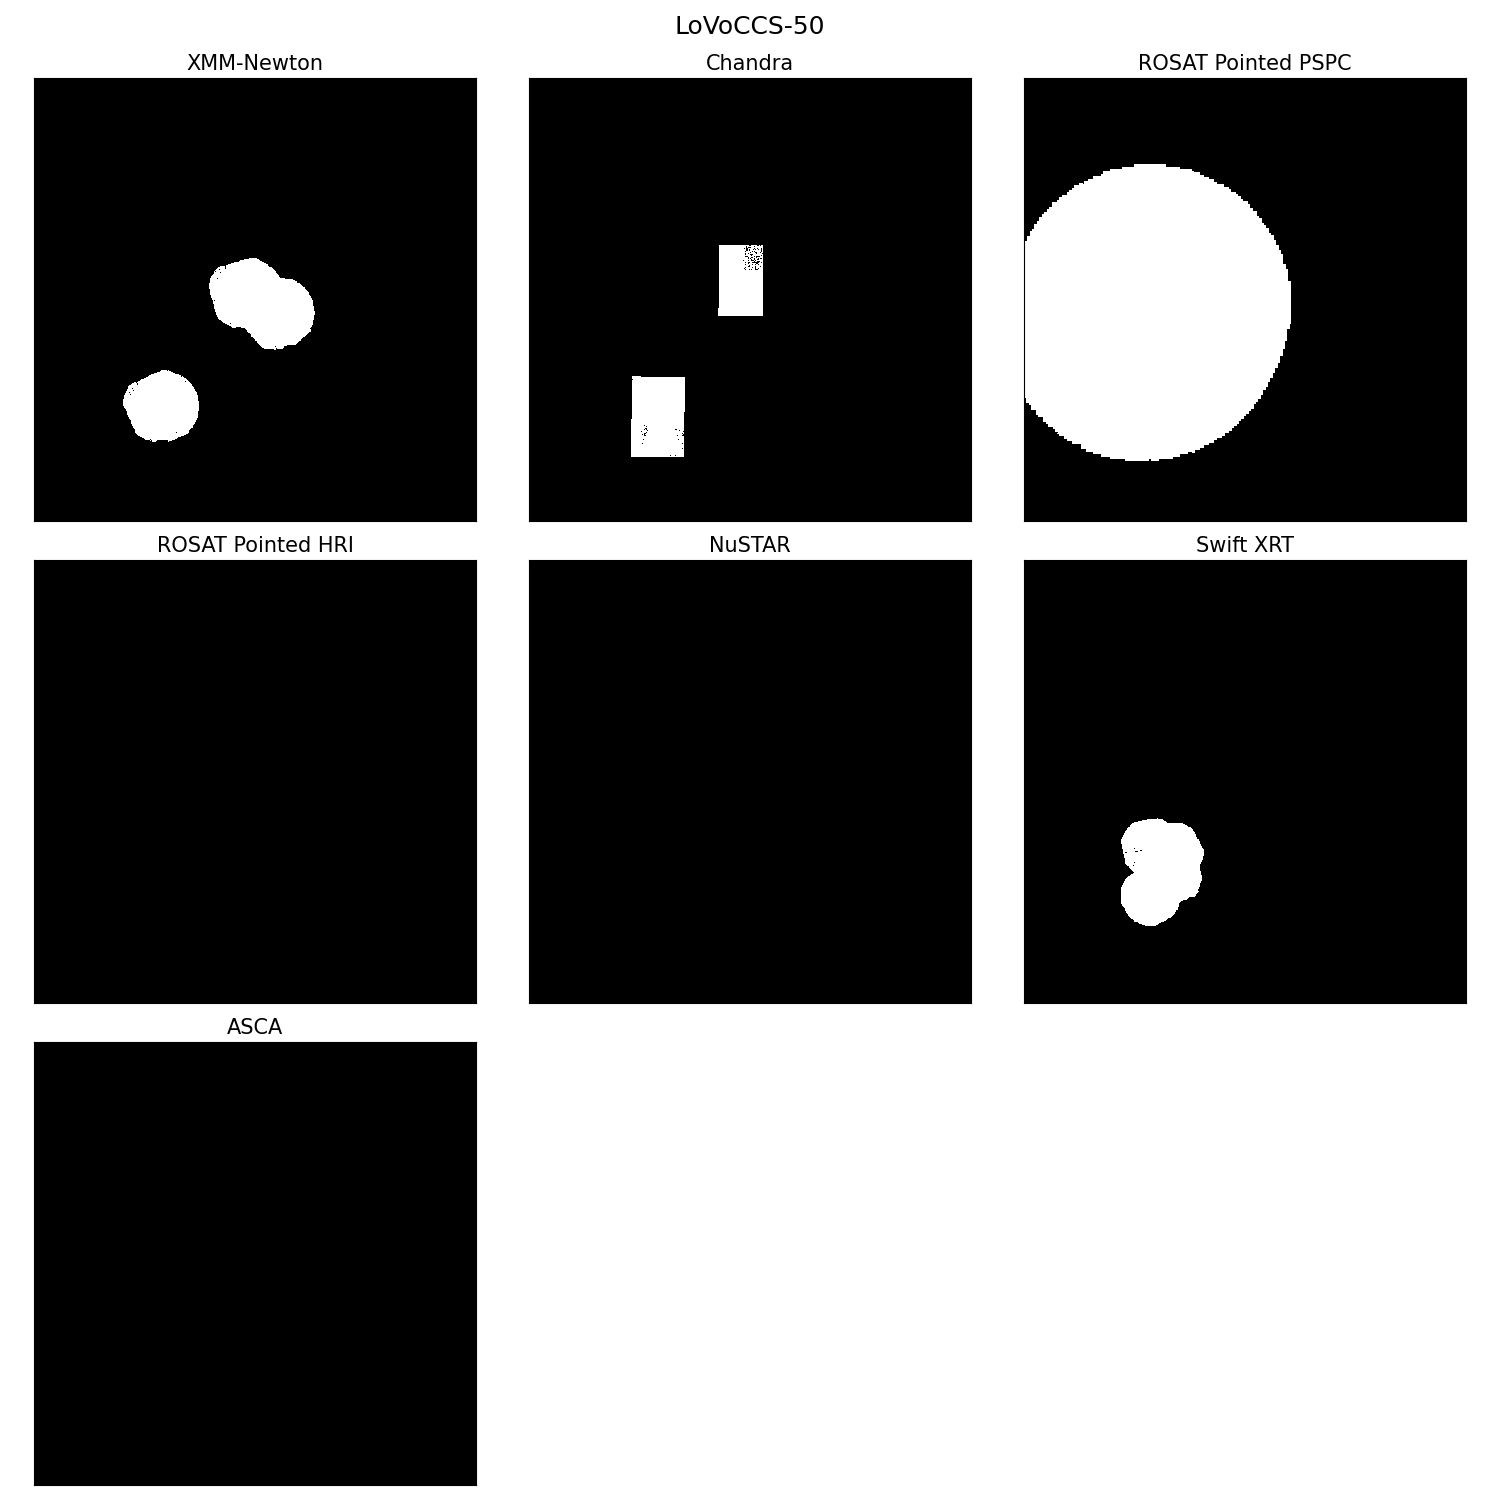 LoVoCCS-50
XMM-Newton
Chandra
ROSAT Pointed PSPC
ROSAT Pointed HRI
NuSTAR
Swift XRT
ASCA